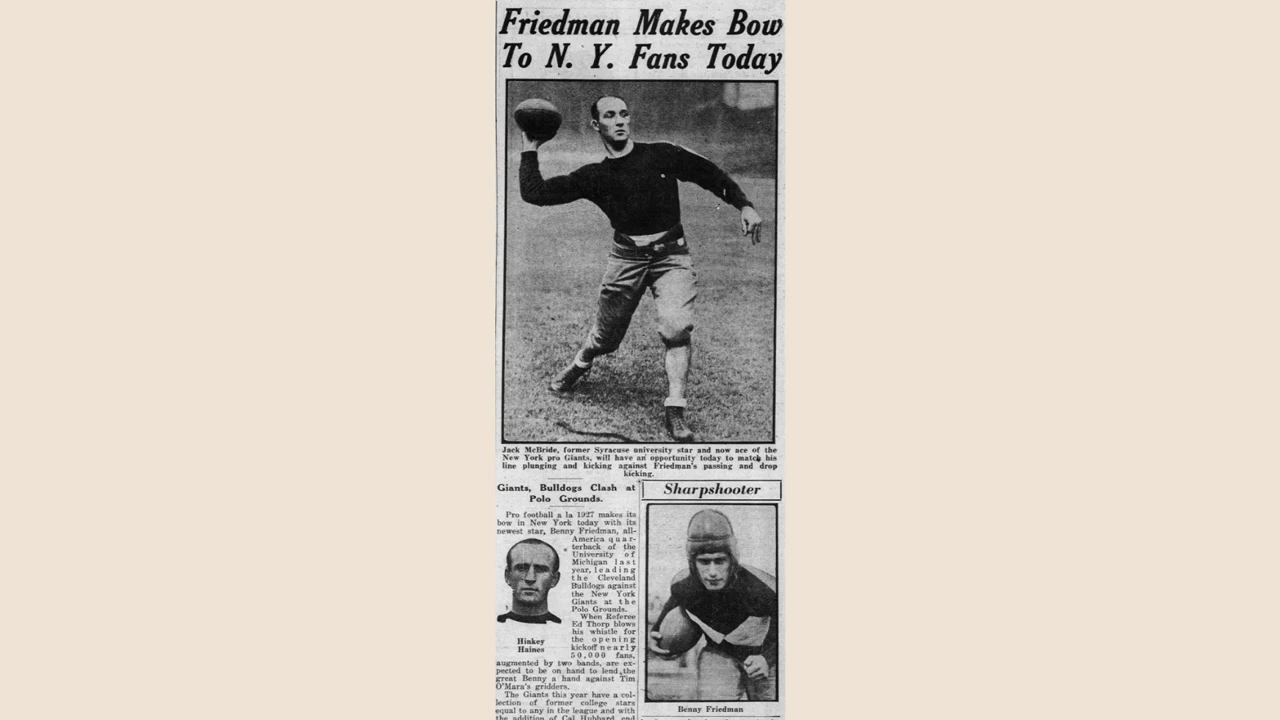 Friedman Makes Bow
To N. Y. Fans Today
Jack McBride, former Syracuse university star and now ace of the
New York pro Giants, will have an opportunity today to match his
line plunging and kicking against Friedman's passing and drop
kicking.
Giants, Bulldogs Clash at
Polo Grounds.
Pro football a la 1927 makes its
bow in New York today with its
newest star, Benny Friedman, all-
America quar-
terback of the
University of
Michigan last
year, leading
the Cleveland
Bulldogs against
the New York
Giants at the
Polo Grounds.
When Referee
Ed Thorp blows
his whistle for
the opening
kickoff nearly
50,000 fans,
Hinkey
Haines
augmented by two bands, are ex-
pected to be on hand to lend the
great Benny a hand against Tim
O'Mara's gridders.
The Giants this year have a col-
lection of former college stars
equal to any in the league and with
the addition of Cal Hubbard, end
Sharpshooter
Benny Friedman